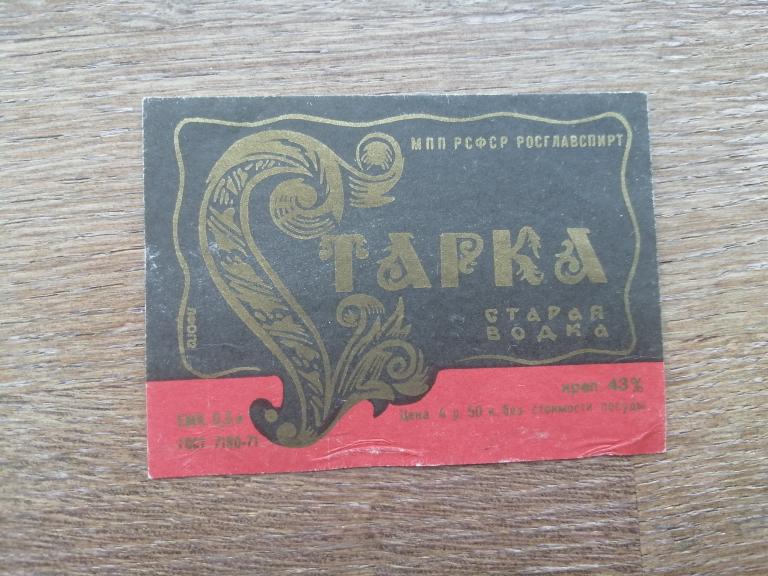 МПП РСФСР РОСГЛАВСПИРТ
СТАРКА
СТАРАЯ
ВОДКА
креп. 43%
Цена 4 р. 50 к. без стоимости посуды
ЕМК. 0,5 л
ГОСТ 7190-71